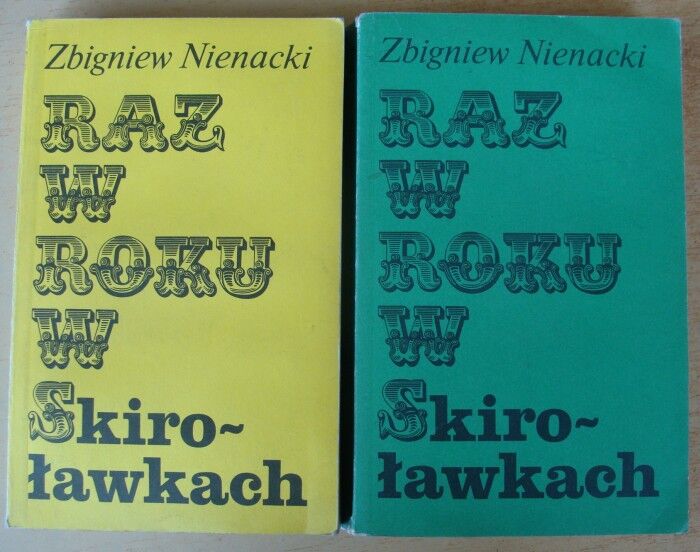 Zbigniew Nienacki
RAZ
W
ROKU
W
Skiro~
ławkach
Zbigniew Nienacki
RAZ
W
ROKU
W
Skiro~
ławkach